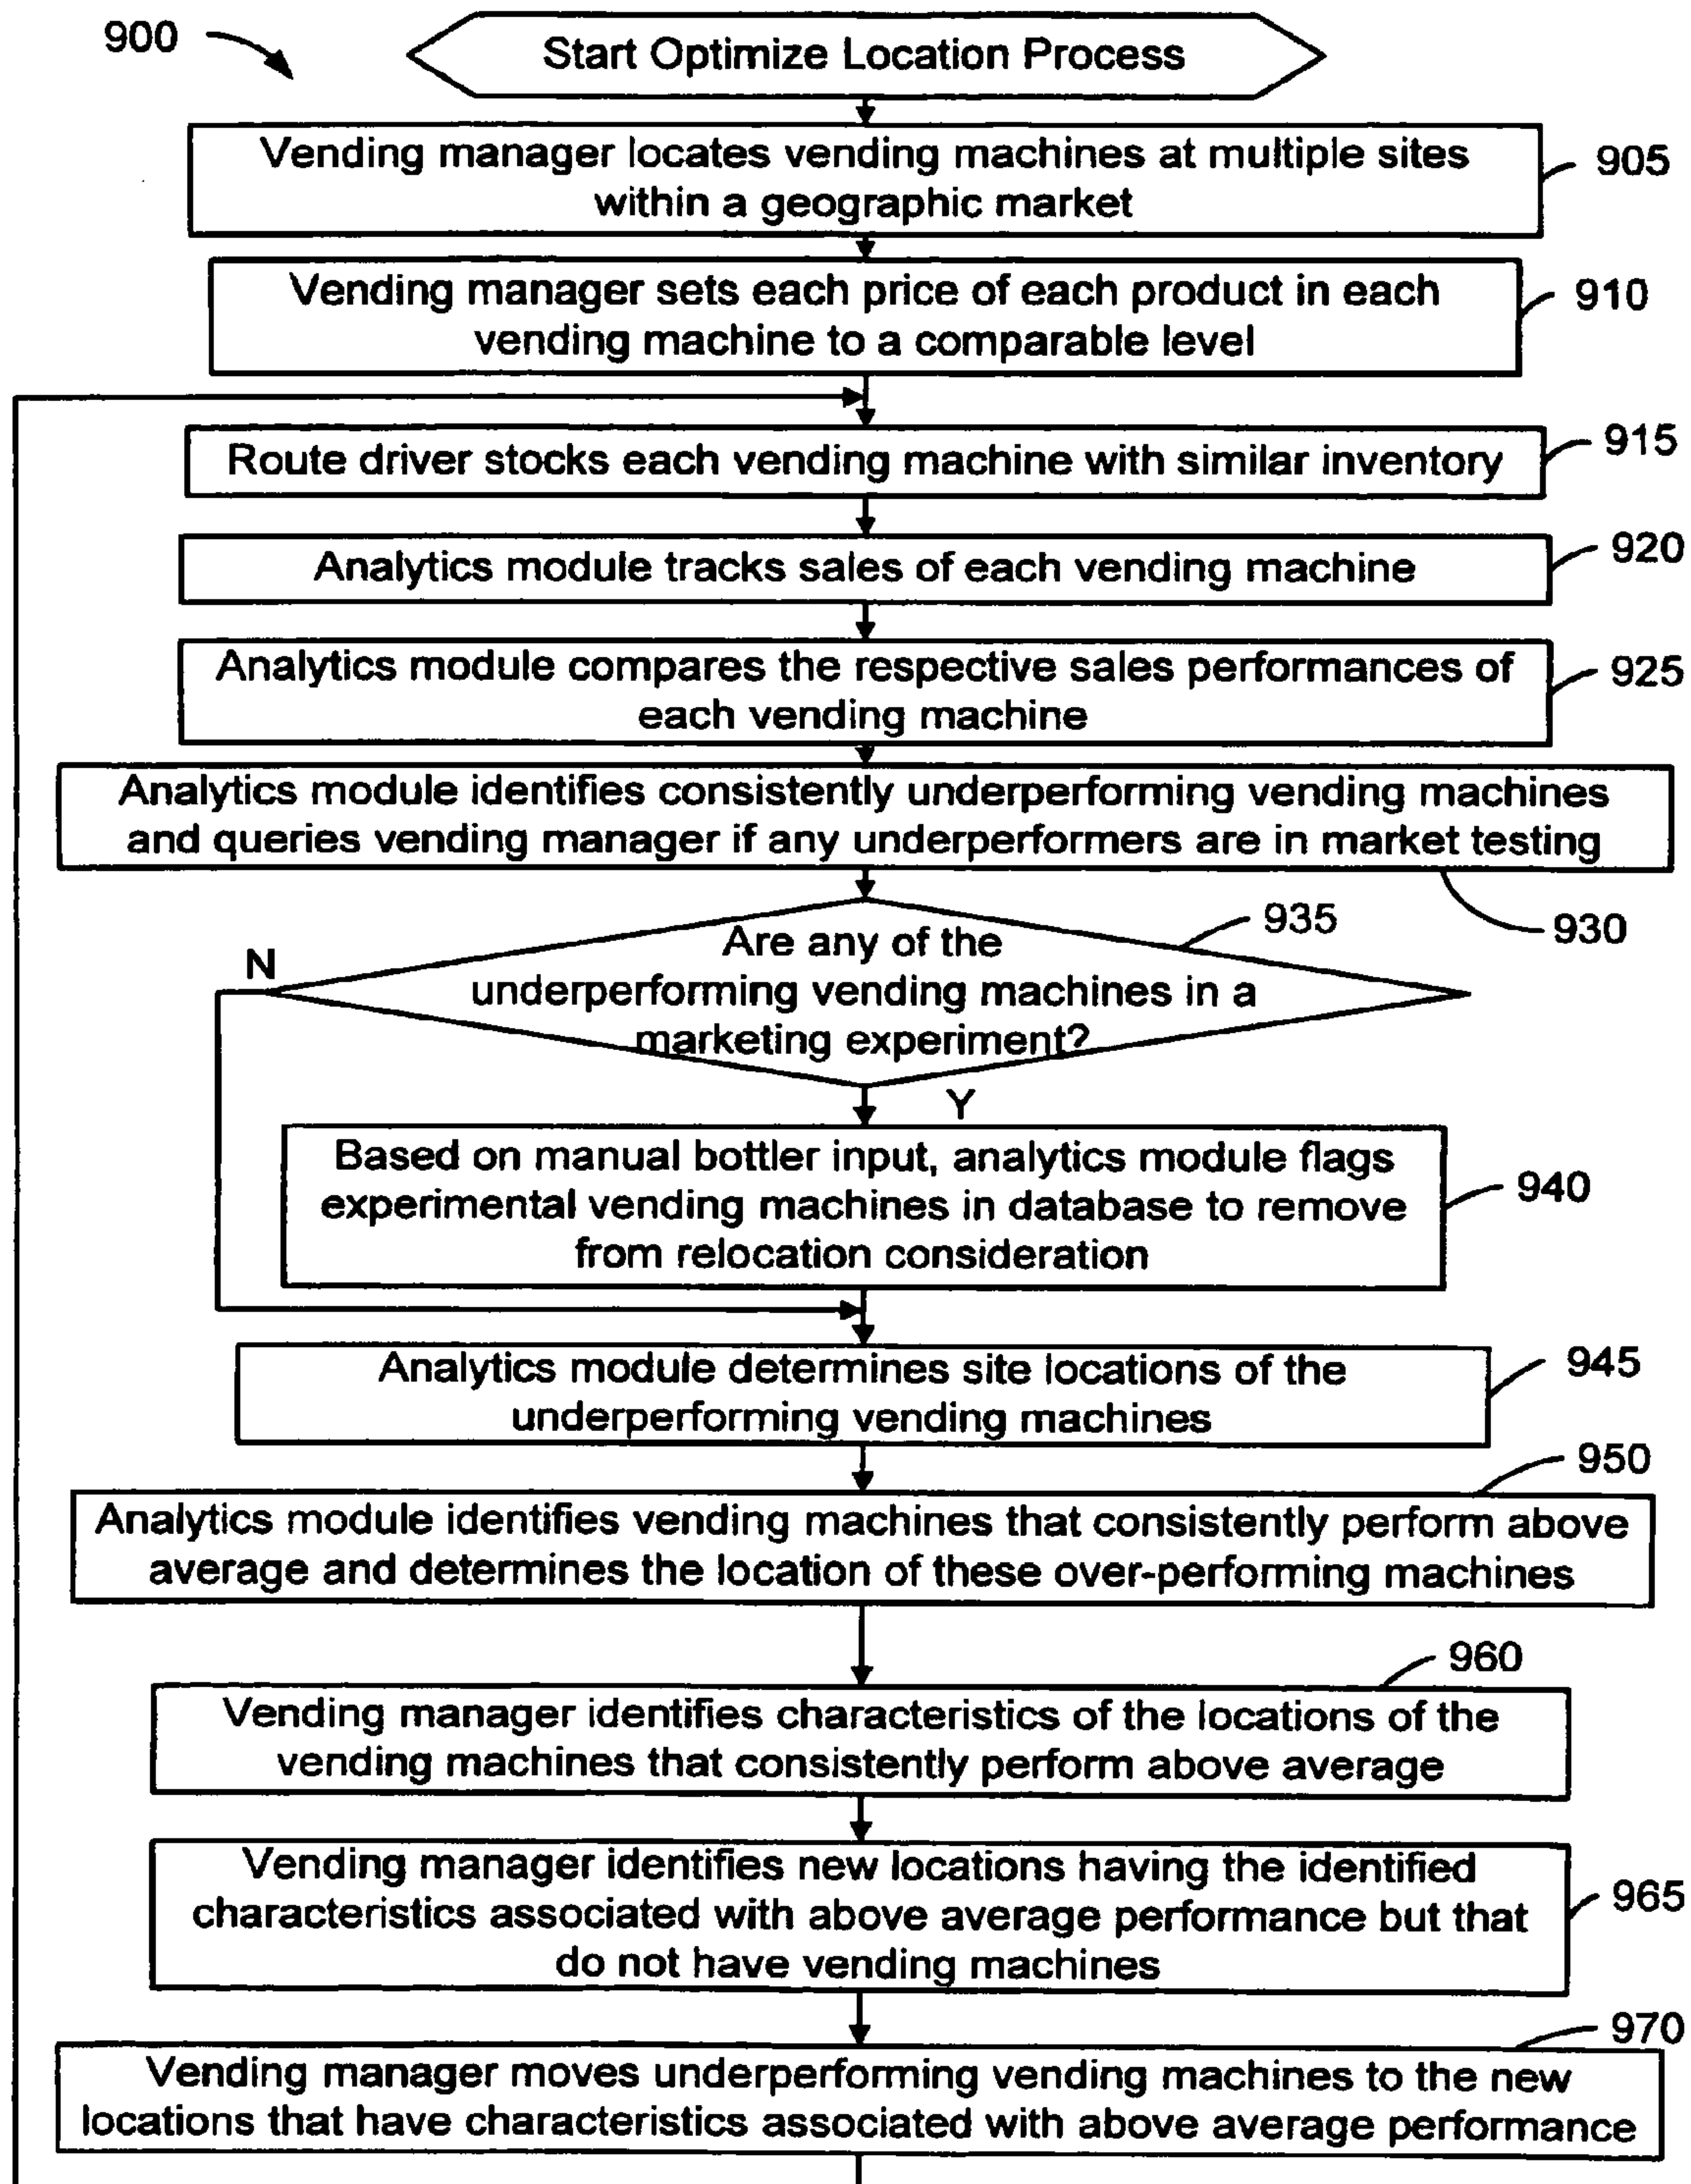 900
Start Optimize Location Process
Vending manager locates vending machines at multiple sites
within a geographic market
905
Vending manager sets each price of each product in each
vending machine to a comparable level
910
Route driver stocks each vending machine with similar inventory
915
Analytics module tracks sales of each vending machine
920
Analytics module compares the respective sales performances of
each vending machine
925
Analytics module identifies consistently underperforming vending machines
and queries vending manager if any underperformers are in market testing
930
935
Are any of the
underperforming vending machines in a
marketing experiment?
N
Y
Based on manual bottler input, analytics module flags
experimental vending machines in database to remove
from relocation consideration
940
Analytics module determines site locations of the
underperforming vending machines
945
950
Analytics module identifies vending machines that consistently perform above
average and determines the location of these over-performing machines
960
Vending manager identifies characteristics of the locations of the
vending machines that consistently perform above average
Vending manager identifies new locations having the identified
characteristics associated with above average performance but that
do not have vending machines
965
970
Vending manager moves underperforming vending machines to the new
locations that have characteristics associated with above average performance